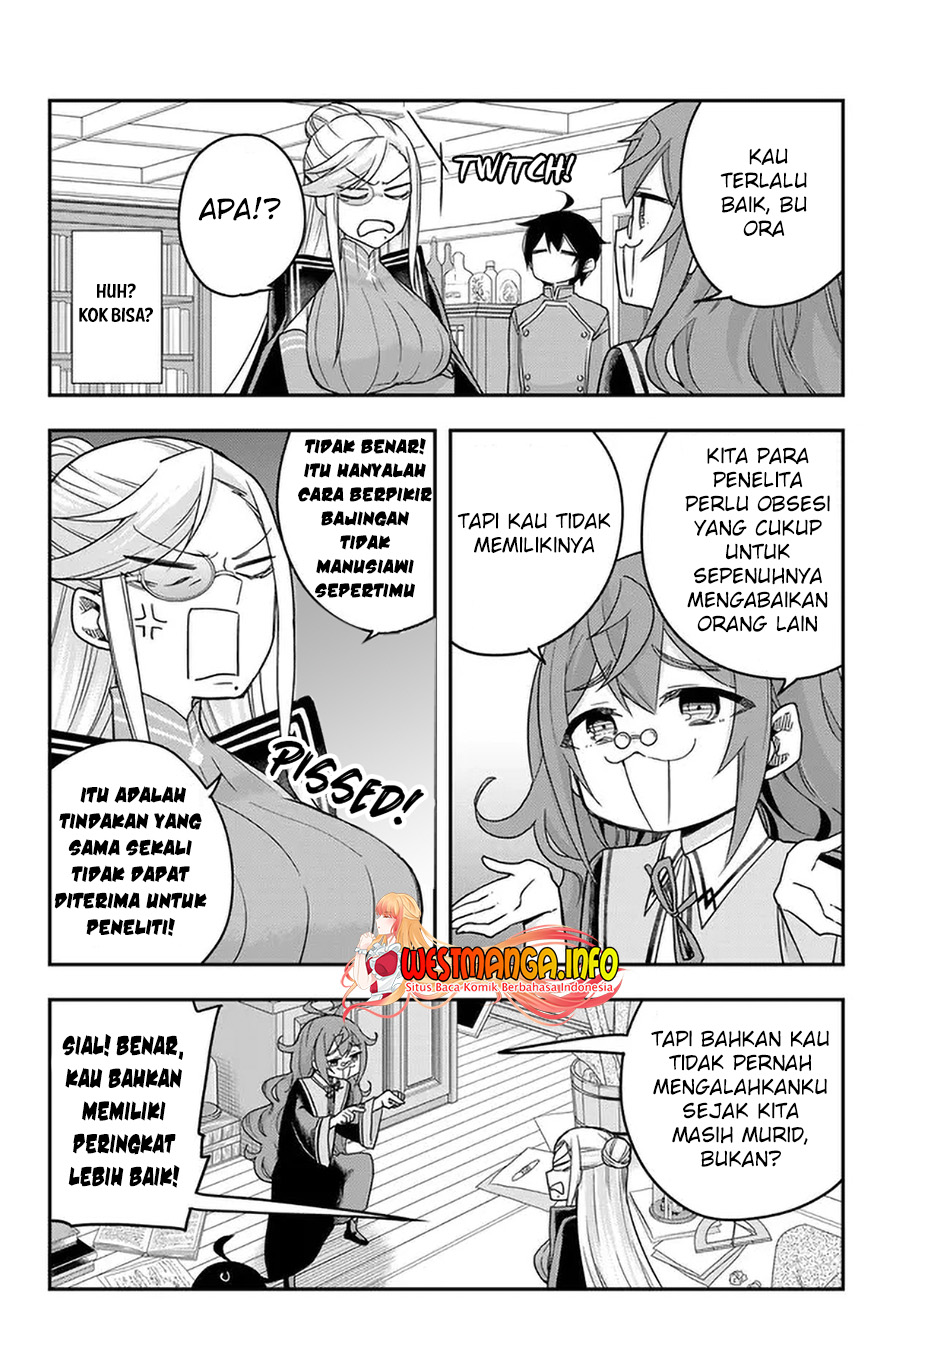 KAU
TERLALU
BAIK, BU
ORA
TWITCH!
APA!?
HUH?
KOK BISA?
KITA PARA
PENELITA
PERLU OBSESI
YANG CUKUP
UNTUK
SEPENUHNYA
MENGABAIKAN
ORANG LAIN
TAPI KAU TIDAK
MEMILIKINYA
TIDAK BENAR!
ITU HANYALAH
CARA BERPIKIR
BAJINGAN
TIDAK
MANUSIAWI
SEPERTIMU
PISSED!
ITU ADALAH
TINDAKAN YANG
SAMA SEKALI
TIDAK DAPAT
DITERIMA UNTUK
PENELITI!
WESTMANGA.INFO
Situs Baca Komik Berbahasa Indonesia
TAPI BAHKAN KAU
TIDAK PERNAH
MENGALAHKANKU
SEJAK KITA
MASIH MURID,
BUKAN?
SIAL! BENAR,
KAU BAHKAN
MEMILIKI
PERINGKAT
LEBIH BAIK!